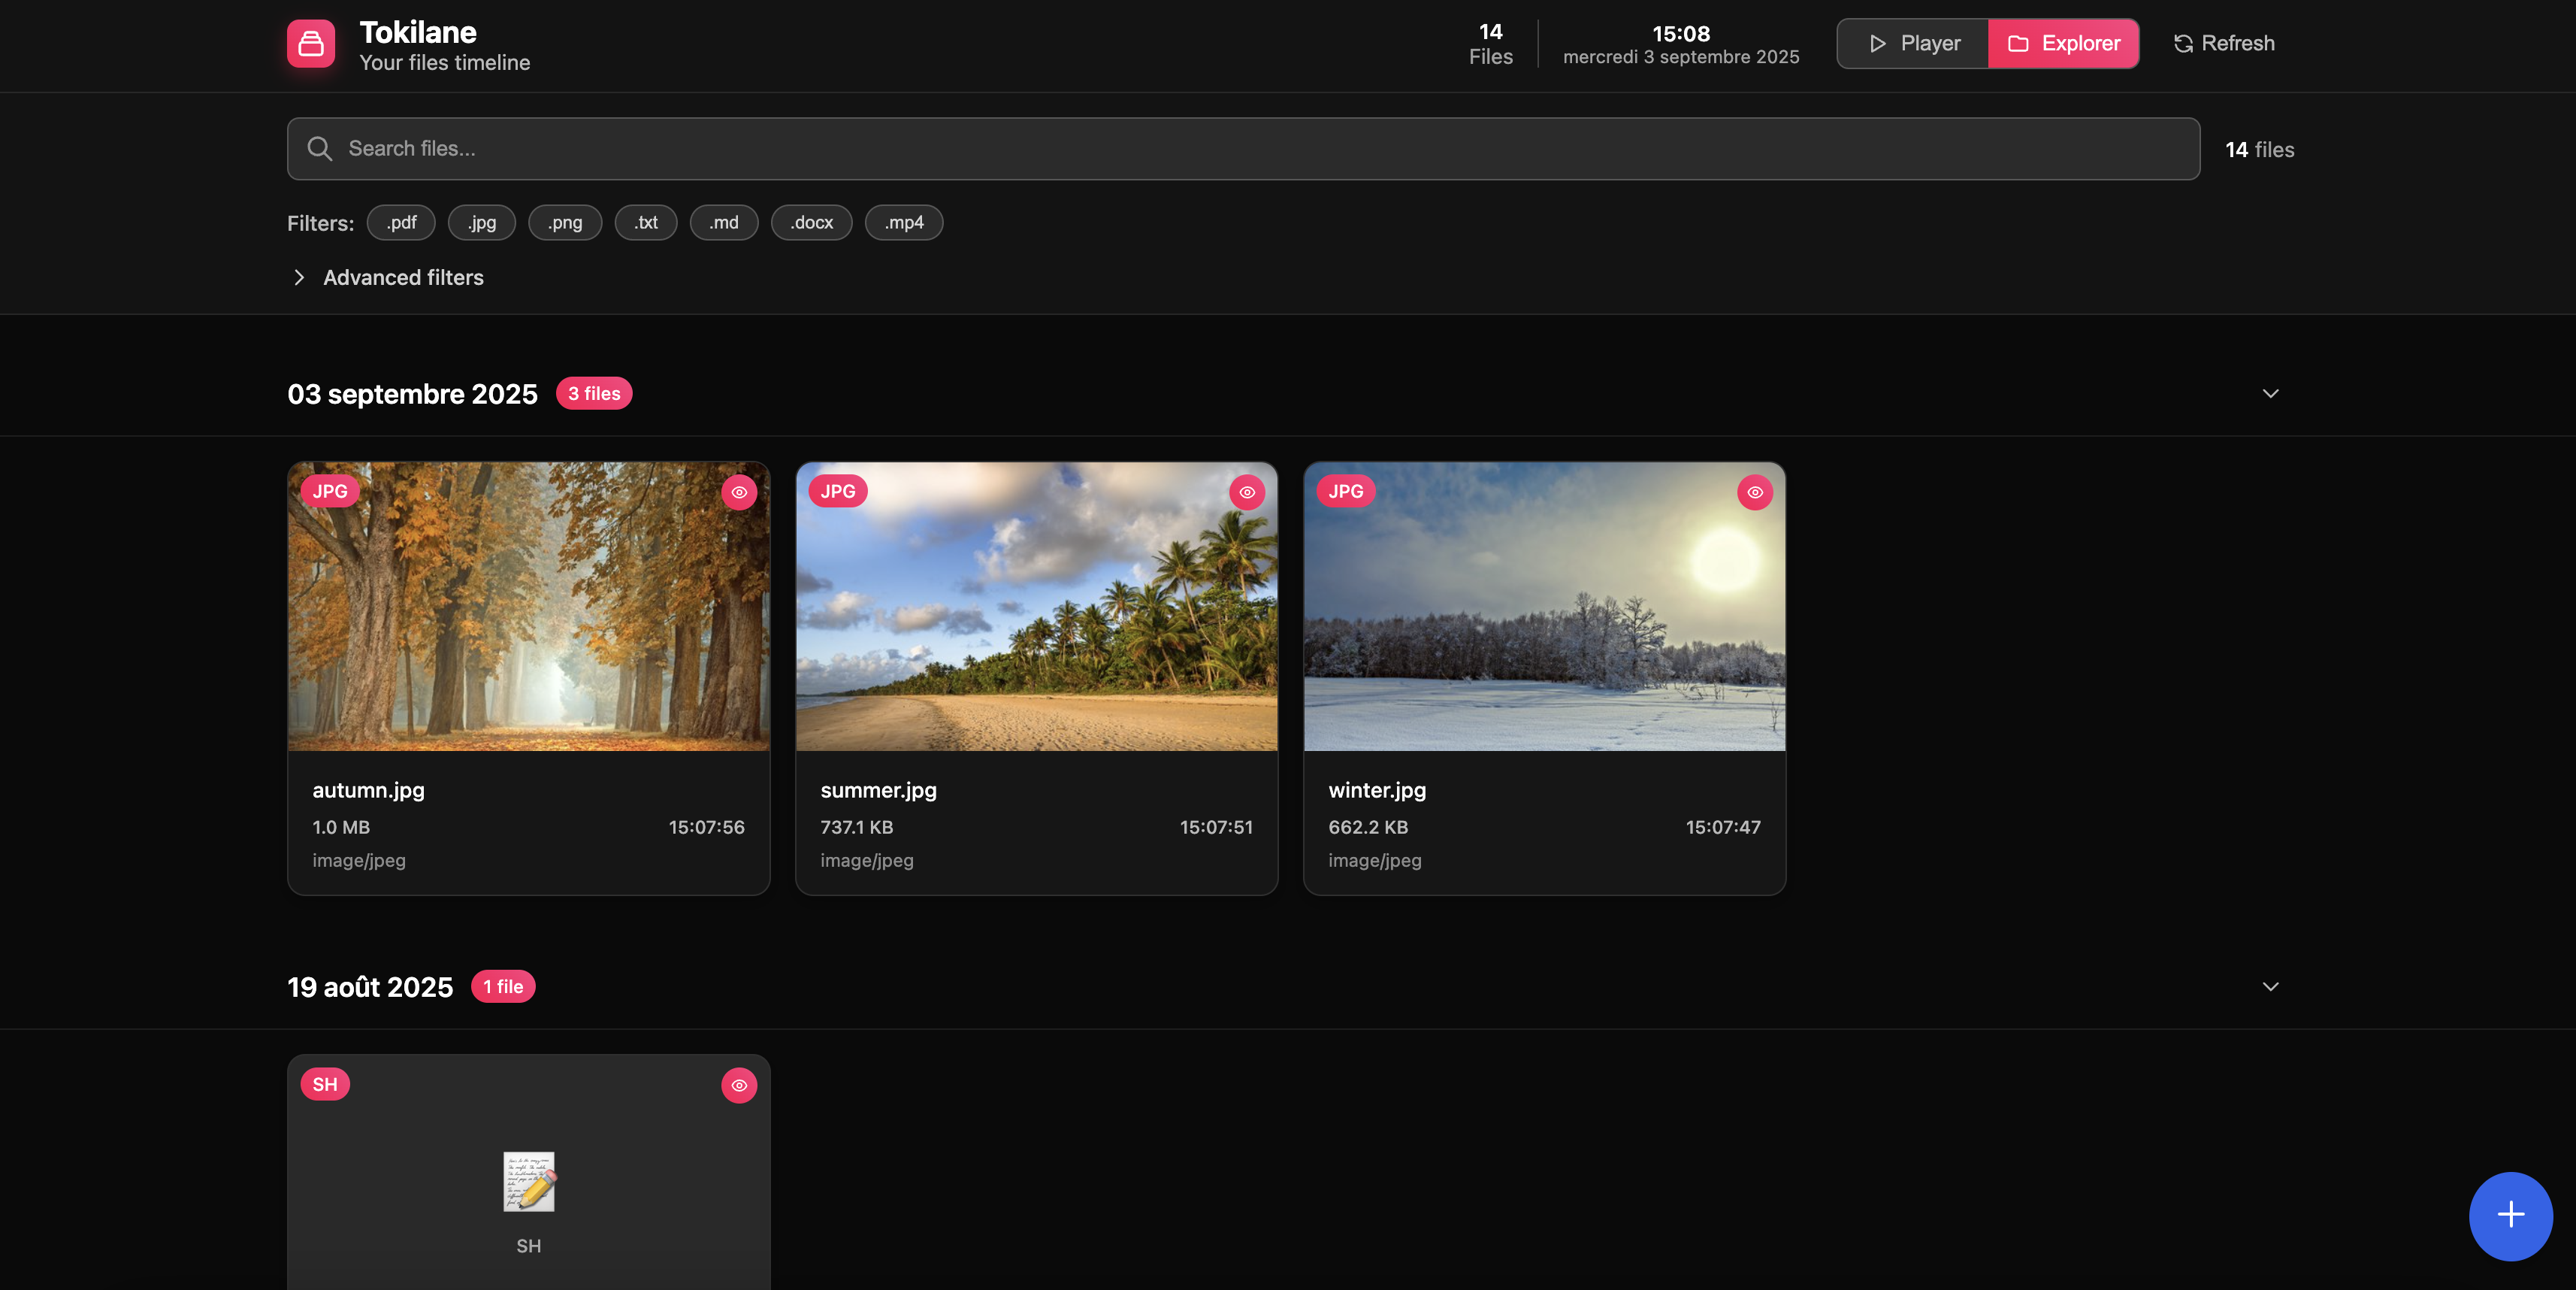 Tokilane
Your files timeline
14
Files
15:08
mercredi 3 septembre 2025
Player
Explorer
Refresh
Search files...
14 files
Filters: .pdf .jpg .png .txt .md .docx .mp4
Advanced filters
03 septembre 2025 3 files
JPG
autumn.jpg
1.0 MB 15:07:56
image/jpeg
JPG
summer.jpg
737.1 KB 15:07:51
image/jpeg
JPG
winter.jpg
662.2 KB 15:07:47
image/jpeg
19 août 2025 1 file
SH
SH